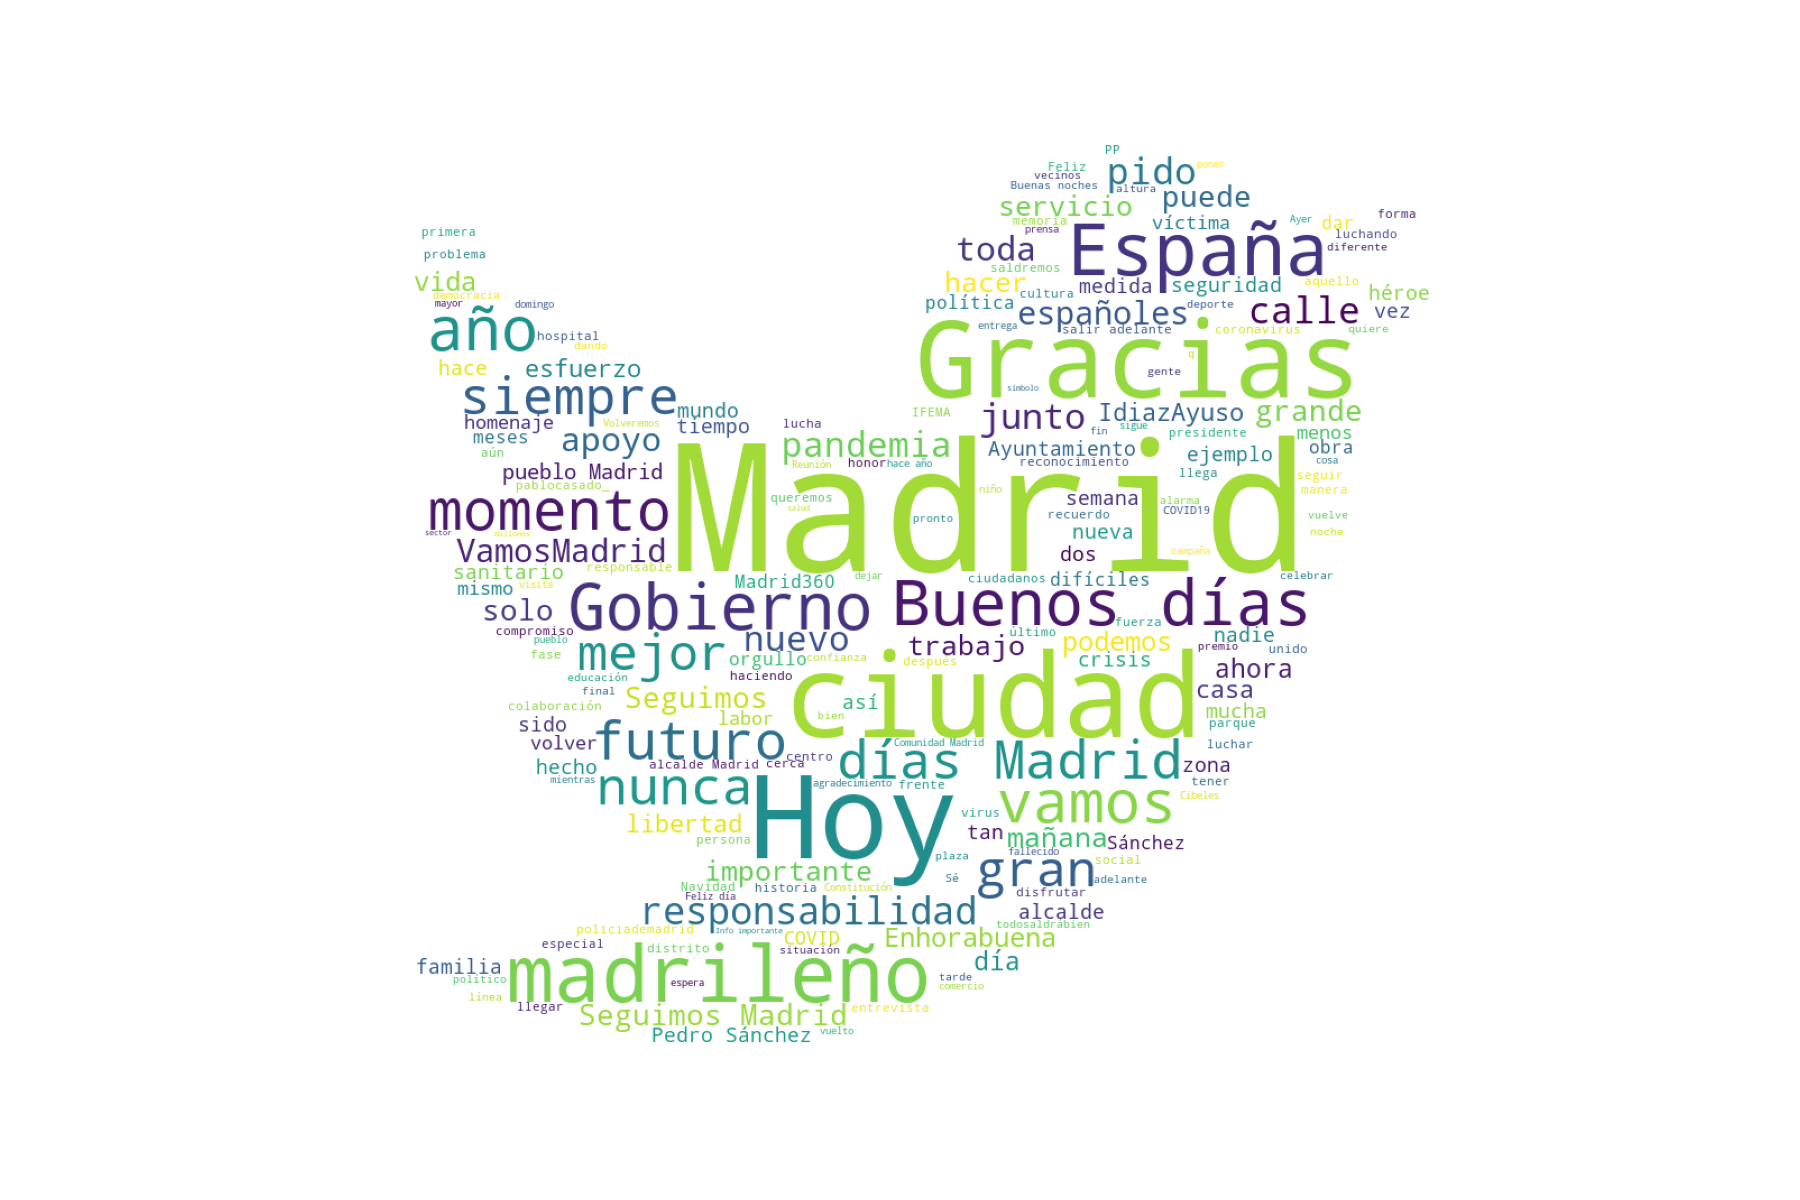 PP
Feliz
pido
poner
vecinos
Buenas noches
altura
servicio
puede
memoria
víctima
Ayer
dar
forma
primera
prensa
España
luchando
problema
toda
diferente
saldremos
vida
hacer
cultura
medida
seguridad
aquello
héroe
democracia
mayor
domingo
política
españoles
deporte
calle
vez
año
hospital
entrega
salir adelante
coronavirus
quiere
dando
Gracias
q
hace
esfuerzo
gente
siempre
símbolo
mundo
IFEMA
junto
IdiazAyuso
grande
homenaje
Volveremos
tiempo
lucha
fin
sigue
presidente
menos
meses
apoyo
pandemia
Ayuntamiento
ejemplo
obra
aún
cosa
pueblo Madrid
Reunión
honor
hace año
reconocimiento
llega
seguir
pablocasado_
queremos
Madrid
niño
semana
alarma
manera
momento
salud
pronto
recuerdo
COVID19
vuelve
sector
millones
nueva
noche
VamosMadrid
dos
campaña
sanitario
responsable
Madrid360
dejar
ciudadanos
difíciles
celebrar
mismo
visita
solo
Gobierno
Buenos días
compromiso
pueblo
nuevo
último
fuerza
nadie
fase
mejor
trabajo
podemos
premio
unido
orgullo
confianza
después
crisis
ahora
educación
haciendo
final
Seguimos
ciudad
casa
colaboración
así
mucha
sido
labor
bien
parque
volver
futuro
Comunidad Madrid
luchar
hecho
alcalde Madrid
cerca
centro
días Madrid
zona
mientras
nunca
agradecimiento
frente
tener
Hoy
vamos
Cibeles
libertad
virus
persona
tan
mañana
Sánchez
plaza
fallecido
social
importante
Sé
gran
adelante
Navidad
historia
Constitución
Feliz día
disfrutar
responsabilidad
alcalde
todosaldrábien
policiademadrid
Info importante
especial
distrito
COVID
situación
Enhorabuena
familia
día
político
madrileño
espera
tarde
comercio
línea
llegar
Seguimos Madrid
entrevista
Pedro Sánchez
vuelto